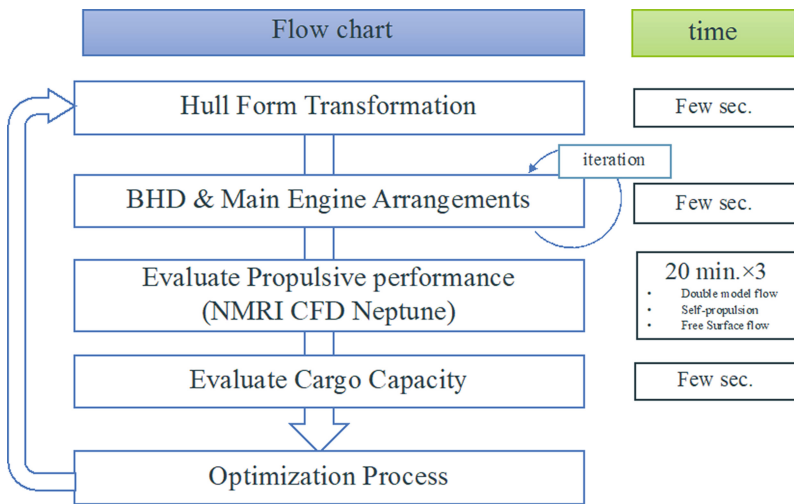 Flow chart
time
Hull Form Transformation
Few sec.
iteration
BHD & Main Engine Arrangements
Few sec.
Evaluate Propulsive performance
(NMRI CFD Neptune)
20 min.×3
• Double model flow
• Self-propulsion
• Free Surface flow
Evaluate Cargo Capacity
Few sec.
Optimization Process